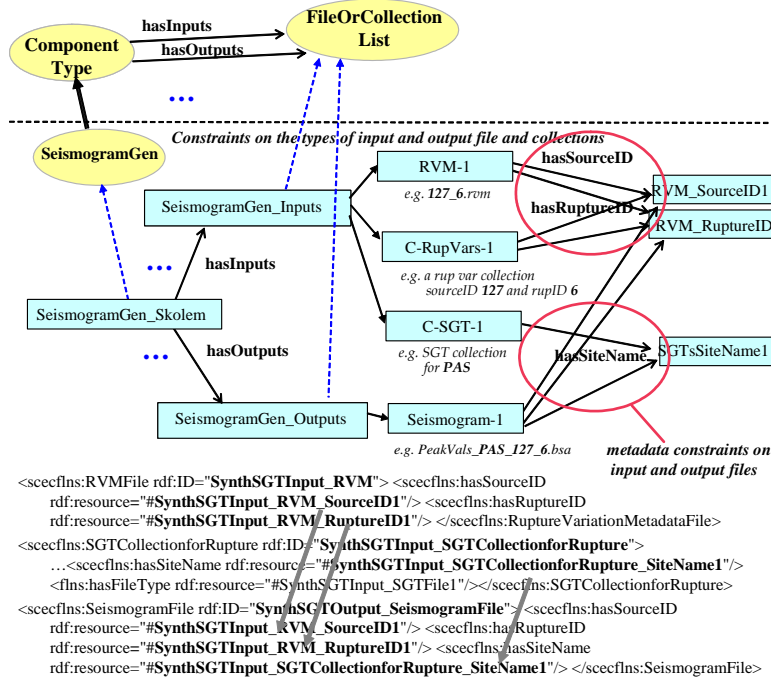 hasInputs
FileOrCollection
List
Component
Type
hasOutputs
...
Constraints on the types of input and output file and collections
SeismogramGen
RVM-1
e.g. 127_6.rvm
hasSourceID
RVM_SourceID1
SeismogramGen_Inputs
hasRuptureID
RVM_RuptureID
C-RupVars-1
e.g. a rup var collection
sourceID 127 and rupID 6
...
hasInputs
SeismogramGen_Skolem
C-SGT-1
e.g. SGT collection
for PAS
hasSiteName
SGTsSiteName1
...
hasOutputs
SeismogramGen_Outputs
Seismogram-1
e.g. PeakVals_PAS_127_6.bsa
metadata constraints on
input and output files
<scecflns:RVMFile rdf:ID="SynthSGTInput_RVM"> <scecflns:hasSourceID
rdf:resource="#SynthSGTInput_RVM_SourceID1"/> <scecflns:hasRuptureID
rdf:resource="#SynthSGTInput_RVM_RuptureID1"/> </scecflns:RuptureVariationMetadataFile>
<scecflns:SGTCollectionforRupture rdf:ID="SynthSGTInput_SGTCollectionforRupture">
…<scecflns:hasSiteName rdf:resource="#SynthSGTInput_SGTCollectionforRupture_SiteName1"/>
<flns:hasFileType rdf:resource="#SynthSGTInput_SGTFile1"/></scecflns:SGTCollectionforRupture>
<scecflns:SeismogramFile rdf:ID="SynthSGTOutput_SeismogramFile"> <scecflns:hasSourceID
rdf:resource="#SynthSGTInput_RVM_SourceID1"/> <scecflns:hasRuptureID
rdf:resource="#SynthSGTInput_RVM_RuptureID1"/> <scecflns:hasSiteName
rdf:resource="#SynthSGTInput_SGTCollectionforRupture_SiteName1"/> </scecflns:SeismogramFile>